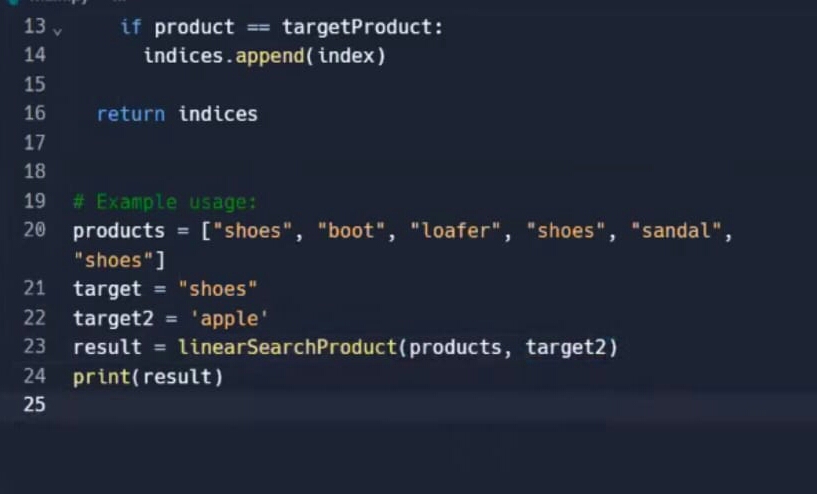 13 if product == targetProduct:
14 indices.append(index)
15
16 return indices
17
18
19 # Example usage:
20 products = ["shoes", "boot", "loafer", "shoes", "sandal",
"shoes"]
21 target = "shoes"
22 target2 = 'apple'
23 result = linearSearchProduct(products, target2)
24 print(result)
25